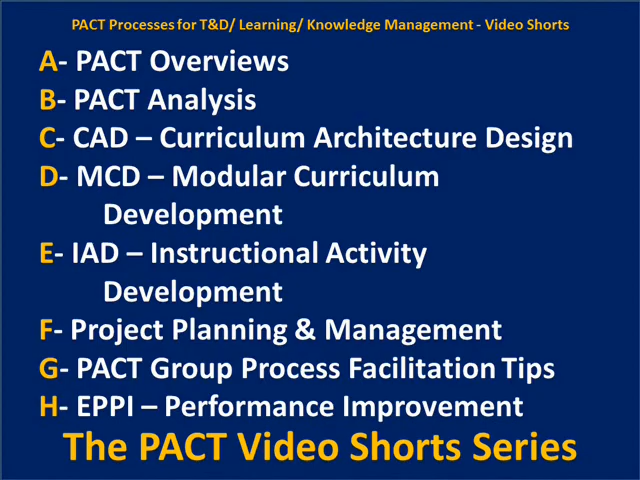 PACT Processes for T&D/ Learning/ Knowledge Management - Video Shorts
A- PACT Overviews
B- PACT Analysis
C- CAD – Curriculum Architecture Design
D- MCD – Modular Curriculum
Development
E- IAD – Instructional Activity
Development
F- Project Planning & Management
G- PACT Group Process Facilitation Tips
H- EPPI – Performance Improvement
The PACT Video Shorts Series